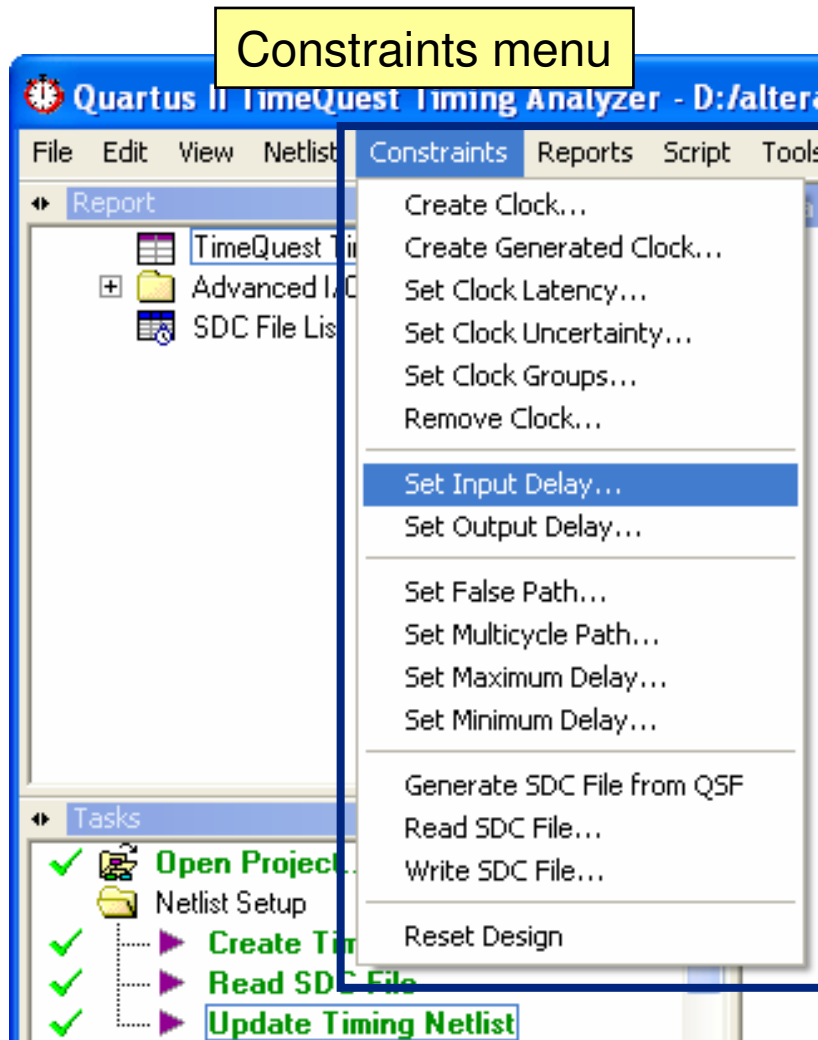 Constraints menu
Quartus II TimeQuest Timing Analyzer - D:/altera
File Edit View Netlist Constraints Reports Script Tools
Report
TimeQuest Ti
Advanced I/O
SDC File Lis
Create Clock...
Create Generated Clock...
Set Clock Latency...
Set Clock Uncertainty...
Set Clock Groups...
Remove Clock...
Set Input Delay...
Set Output Delay...
Set False Path...
Set Multicycle Path...
Set Maximum Delay...
Set Minimum Delay...
Generate SDC File from QSF
Read SDC File...
Write SDC File...
Reset Design
Tasks
Open Project...
Netlist Setup
Create Tim
Read SDC File
Update Timing Netlist